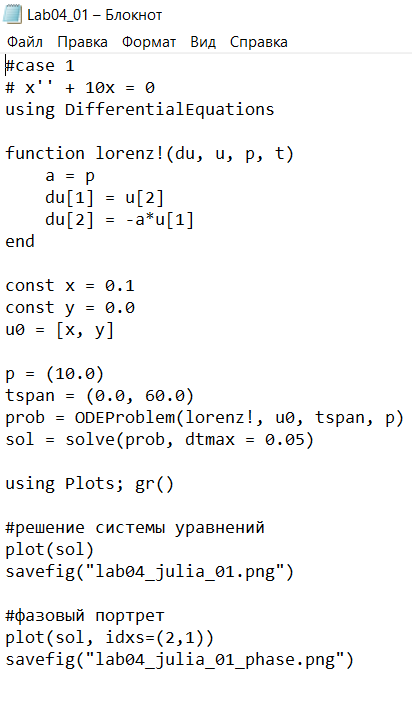 Lab04_01 – Блокнот
Файл Правка Формат Вид Справка
#case 1
# x'' + 10x = 0
using DifferentialEquations

function lorenz!(du, u, p, t)
    a = p
    du[1] = u[2]
    du[2] = -a*u[1]
end

const x = 0.1
const y = 0.0
u0 = [x, y]

p = (10.0)
tspan = (0.0, 60.0)
prob = ODEProblem(lorenz!, u0, tspan, p)
sol = solve(prob, dtmax = 0.05)

using Plots; gr()

#решение системы уравнений
plot(sol)
savefig("lab04_julia_01.png")

#фазовый портрет
plot(sol, idxs=(2,1))
savefig("lab04_julia_01_phase.png")